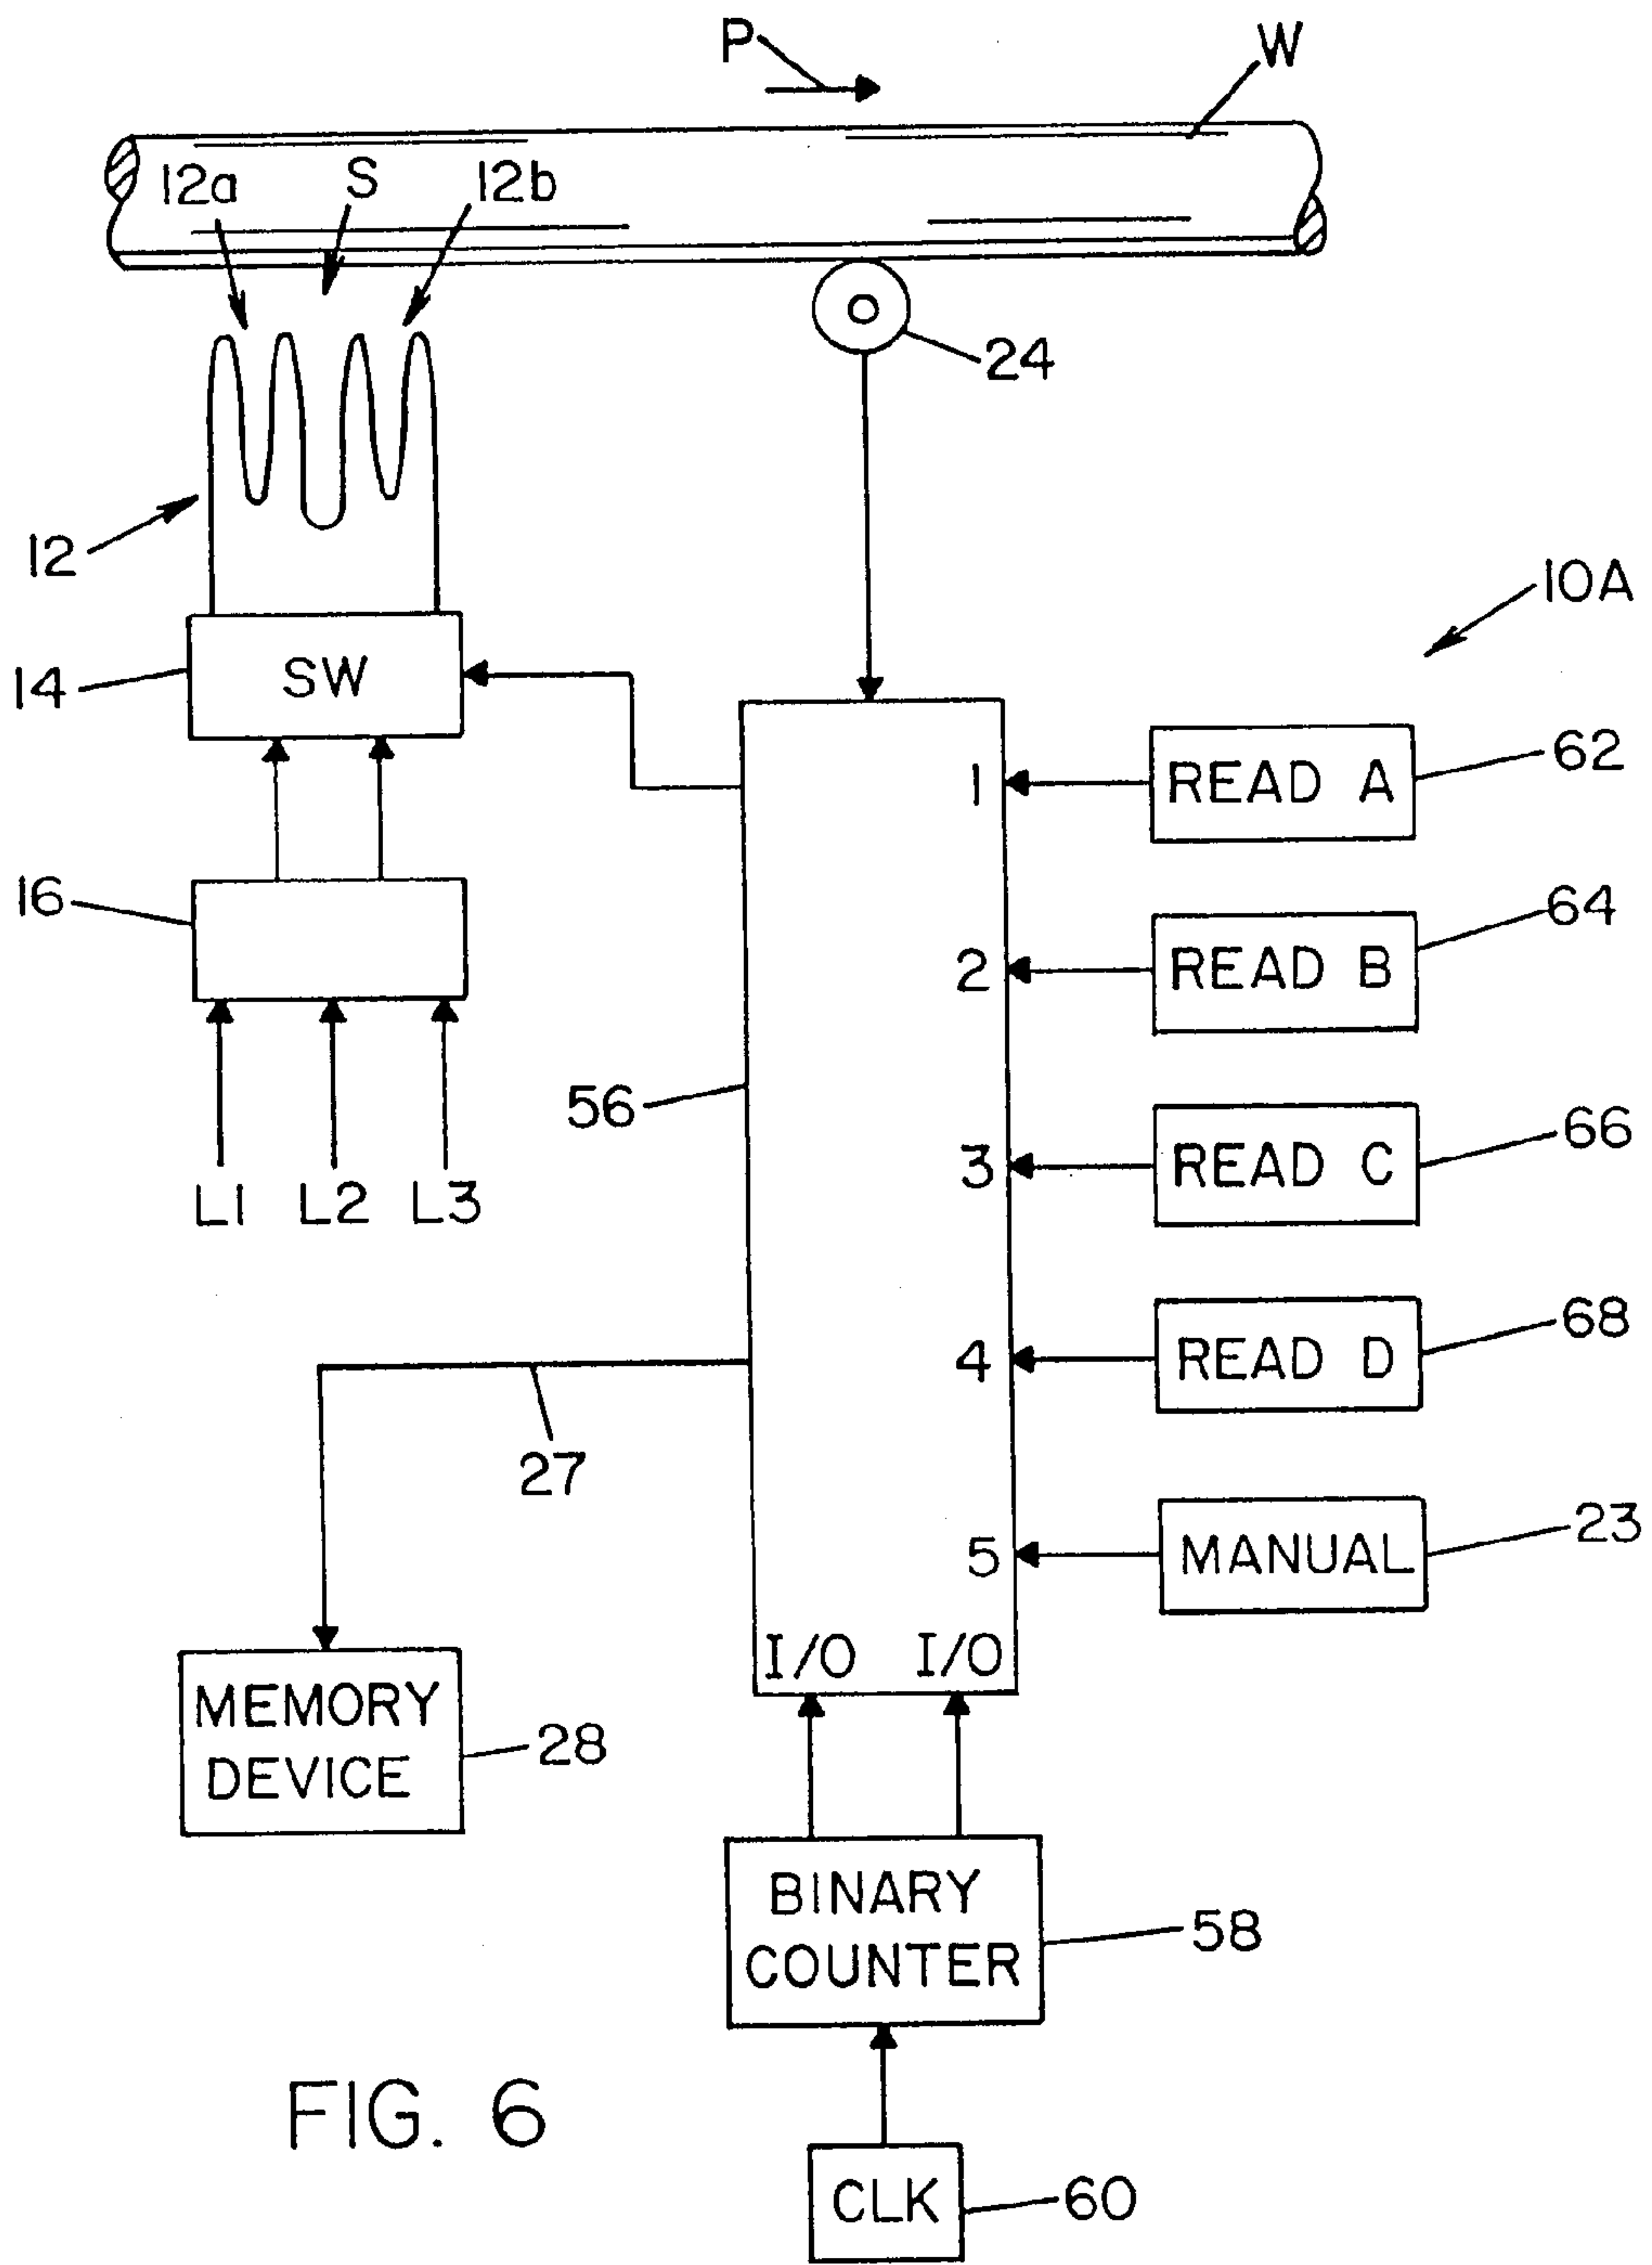 P
W
12a
S
12b
24
12
10A
14
SW
1
READ A
62
16
2
READ B
64
56
3
READ C
66
L1 L2 L3
4
READ D
68
27
5
MANUAL
23
I/O I/O
MEMORY
DEVICE
28
BINARY
COUNTER
58
FIG. 6
CLK
60